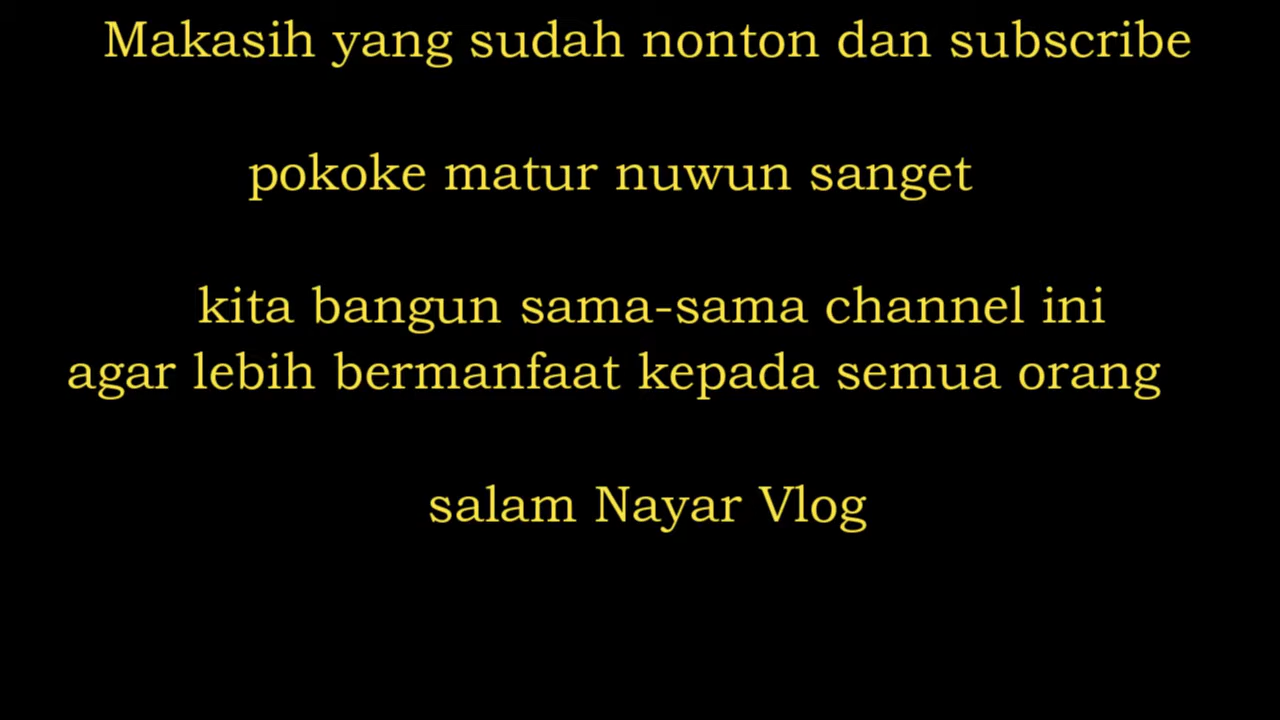 Makasih yang sudah nonton dan subscribe
pokoke matur nuwun sanget
kita bangun sama-sama channel ini
agar lebih bermanfaat kepada semua orang
salam Nayar Vlog